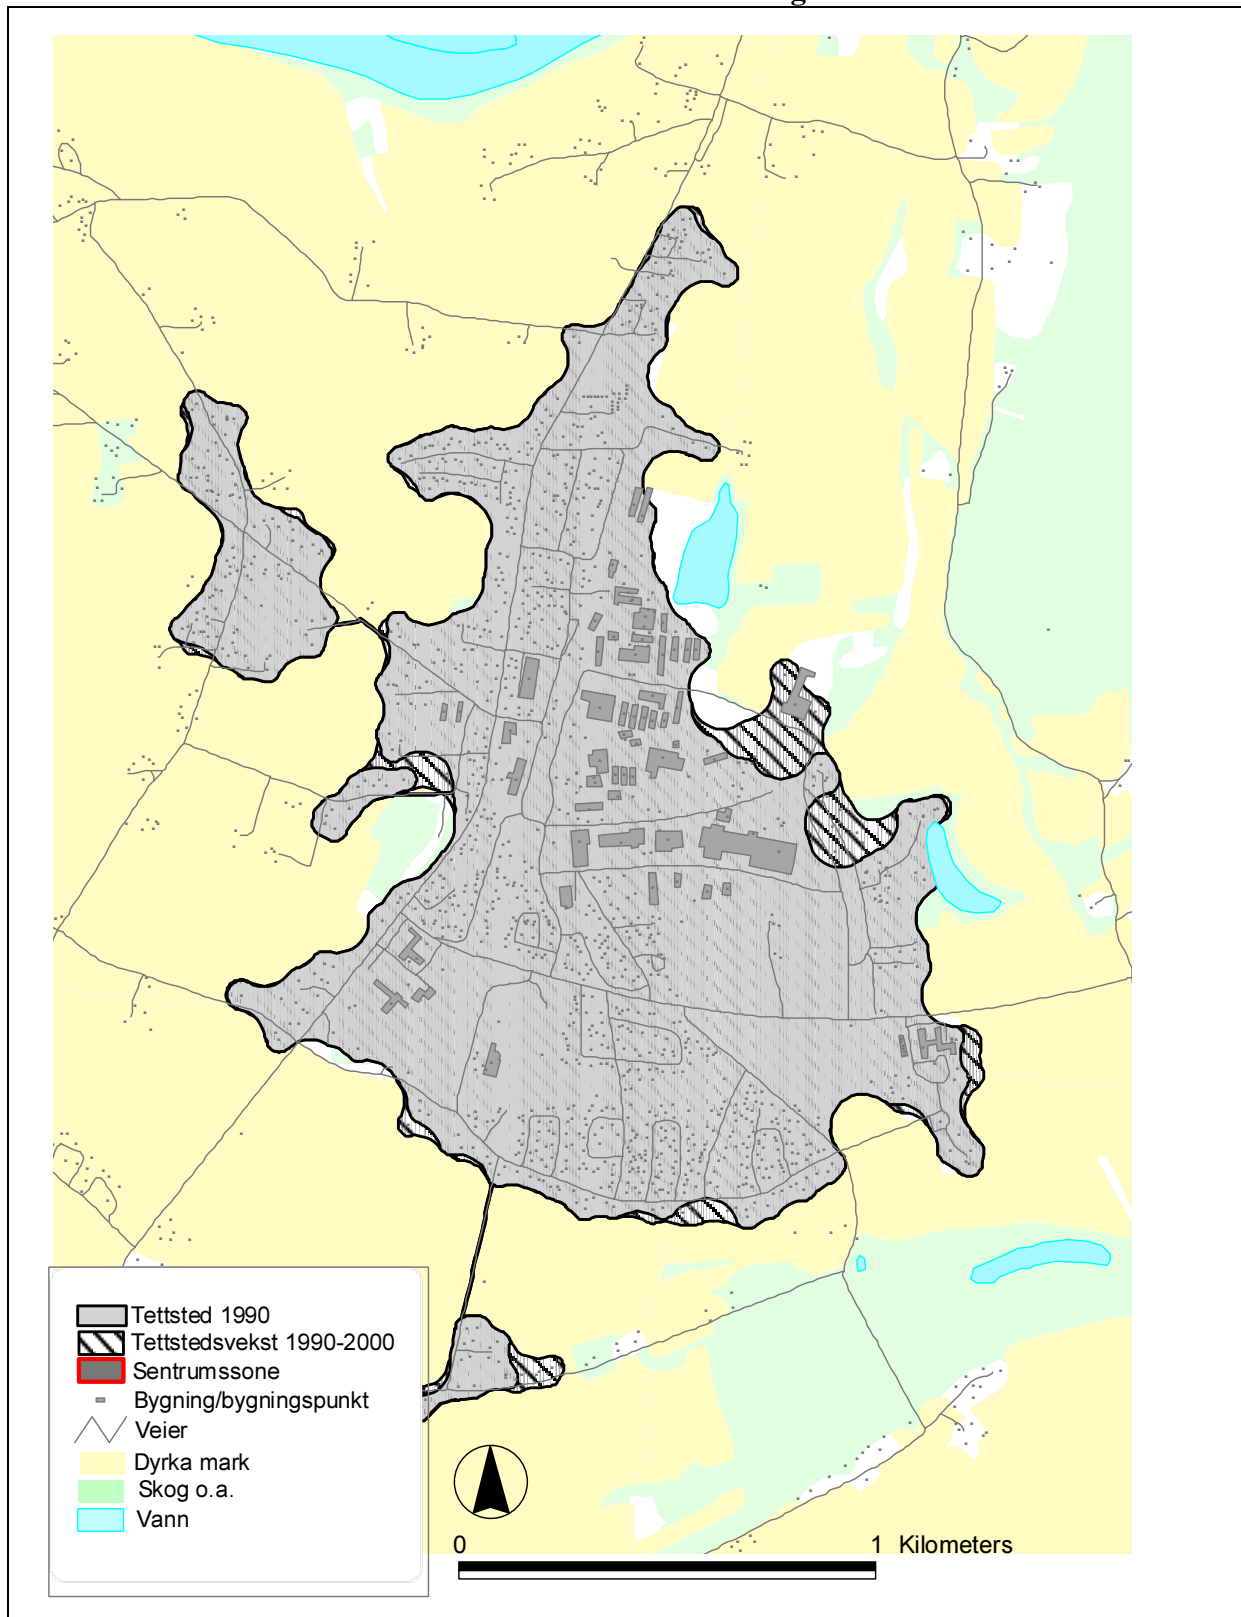 Tettsted 1990
Tettstedsvekst 1990-2000
Sentrumssone
Bygning/bygningspunkt
Veier
Dyrka mark
Skog o.a.
Vann
0 1 Kilometers